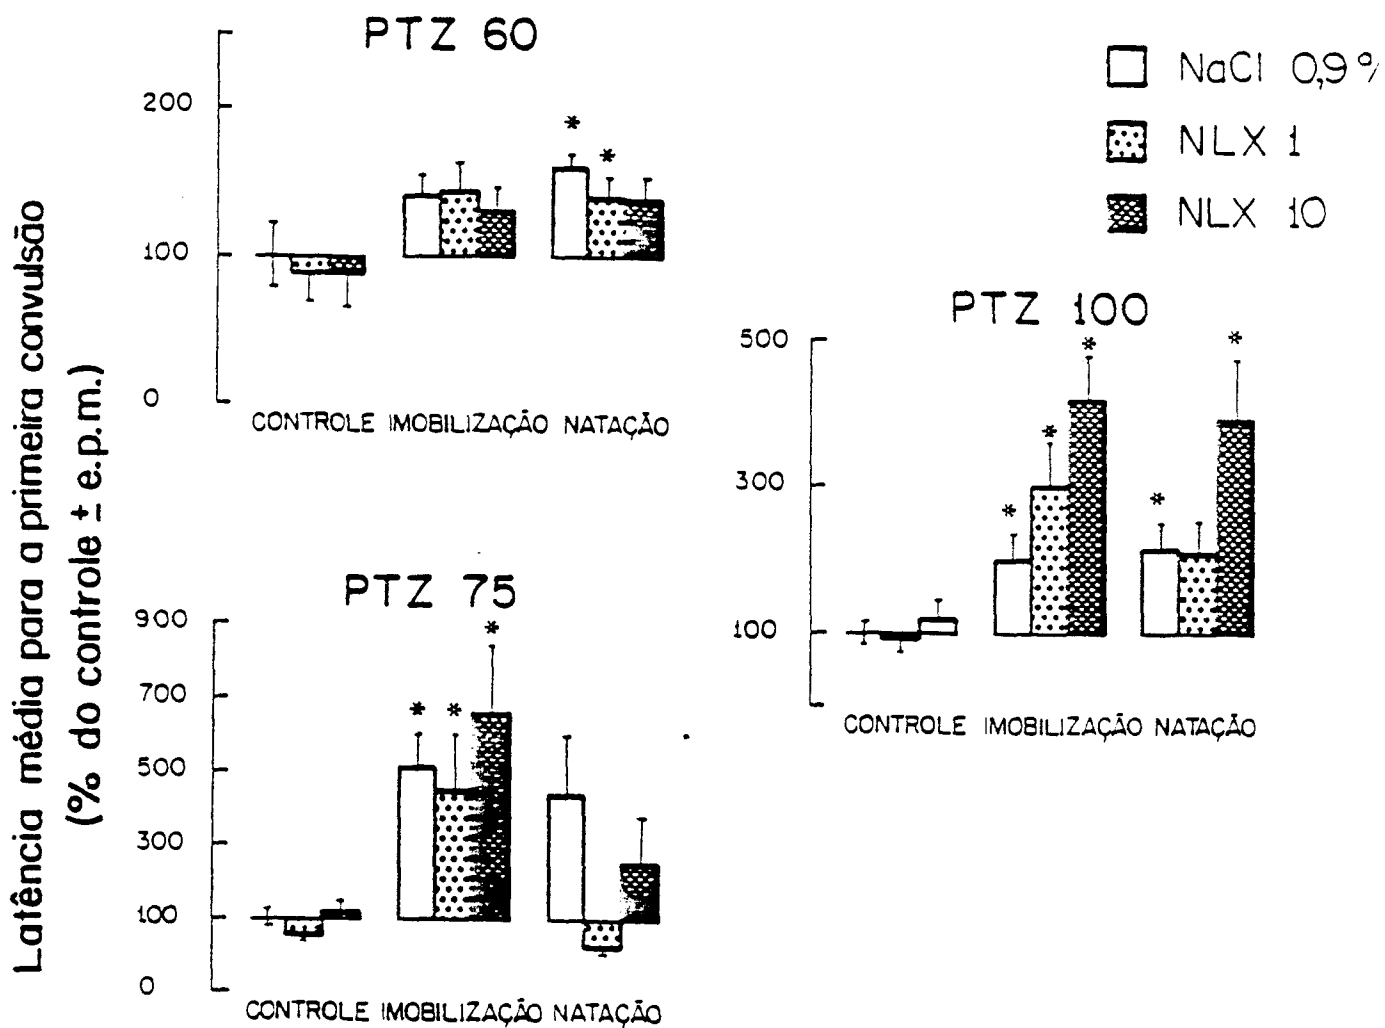 Latência média para a primeira convulsão
(% do controle ± e.p.m.)
PTZ 60
200
100
0
CONTROLE IMOBILIZAÇÃO NATAÇÃO
* *
NaCl 0,9%
NLX 1
NLX 10
PTZ 100
500
300
100
* * * * *
CONTROLE IMOBILIZAÇÃO NATAÇÃO
PTZ 75
900
700
500
300
100
0
* * *
CONTROLE IMOBILIZAÇÃO NATAÇÃO